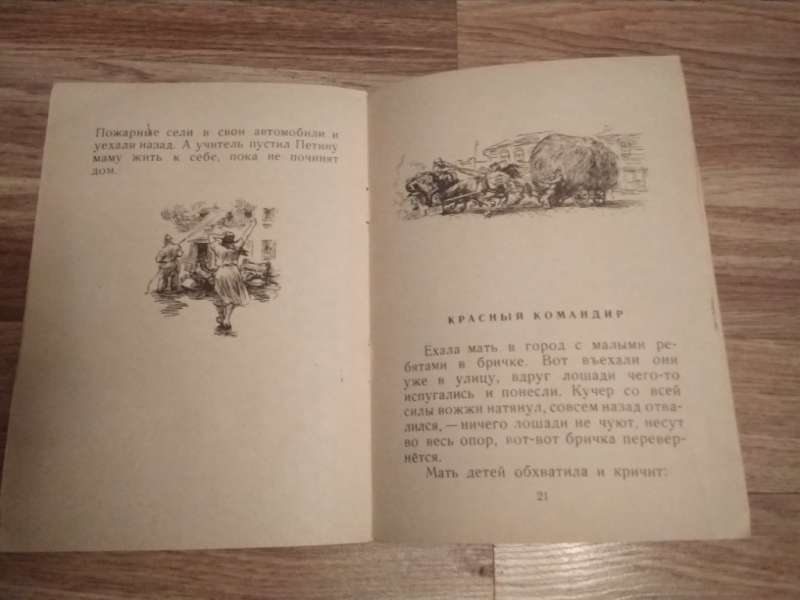 Пожарные сели в свои автомобили и
уехали назад. А учитель пустил Петину
маму жить к себе, пока не починят
дом.
КРАСНЫЙ КОМАНДИР
Ехала мать в город с малыми ре-
бятами в бричке. Вот въехали они
уже в улицу, вдруг лошади чего-то
испугались и понесли. Кучер со всей
силы вожжи натянул, совсем назад отва-
лился, — ничего лошади не чуют, несут
во весь опор, вот-вот бричка перевер-
нётся.
Мать детей обхватила и кричит:
21